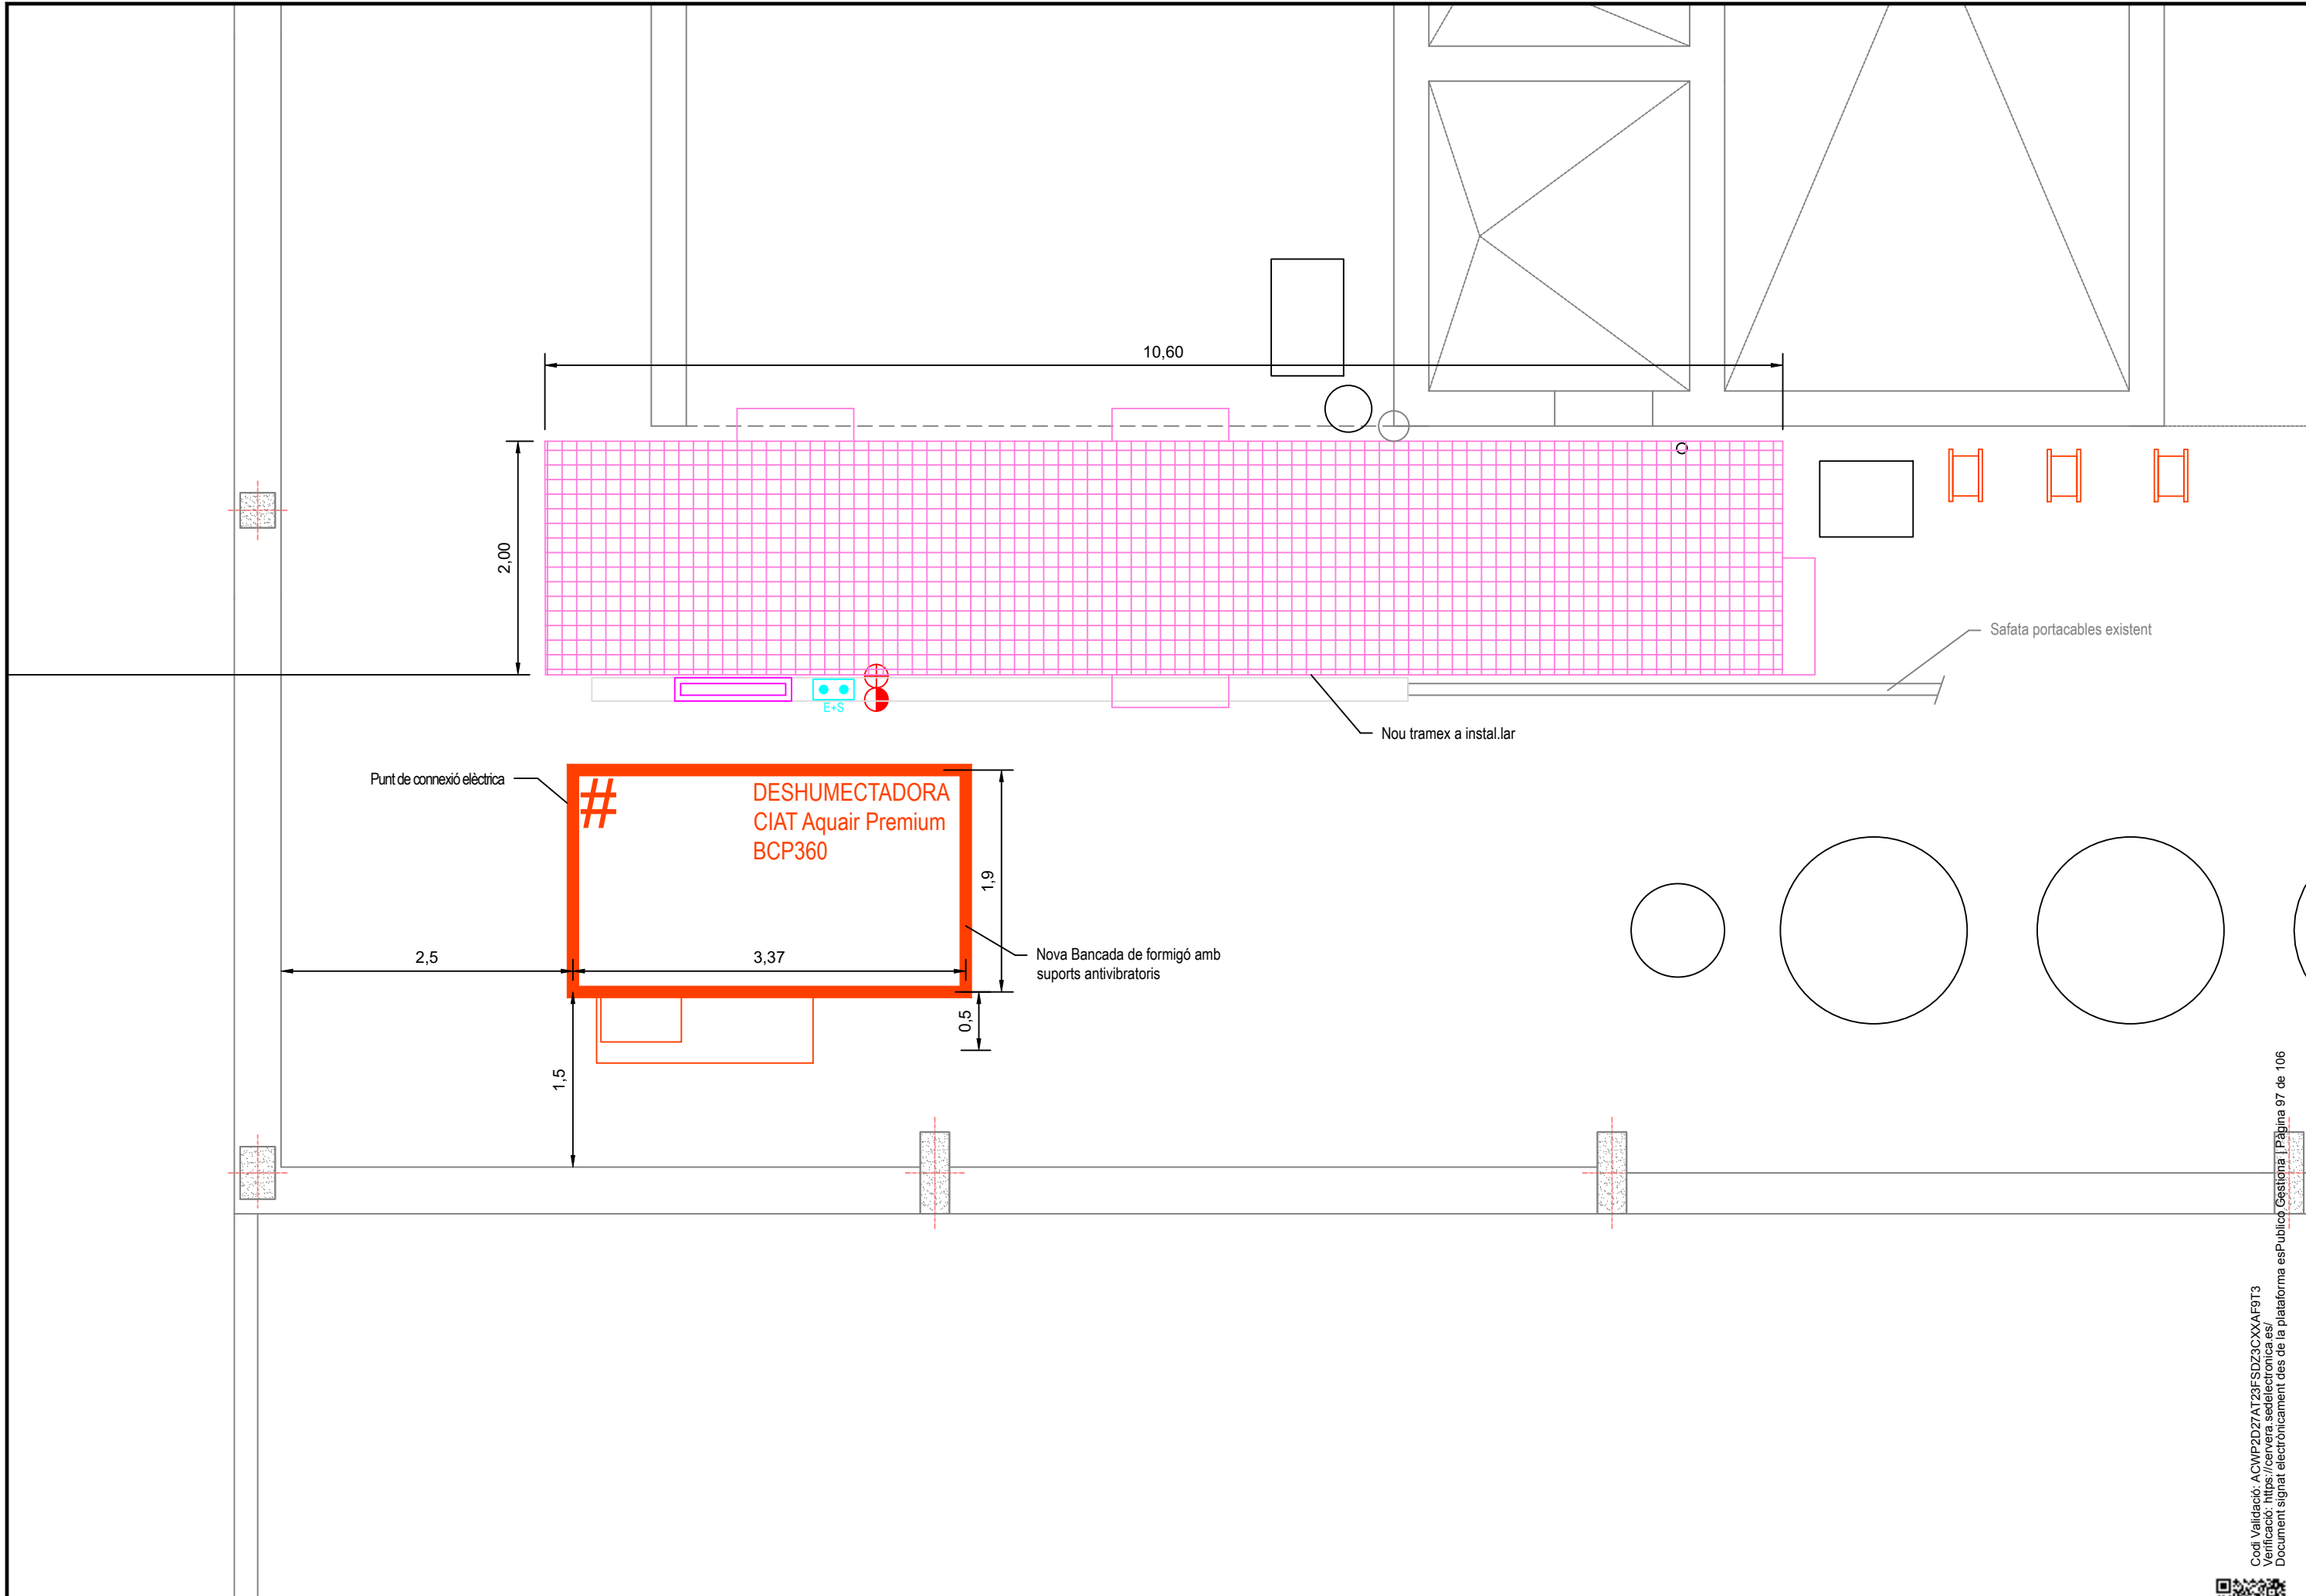 10,60
2,00
Safata portacables existent
E+S
Nou tramex a instal.lar
Punt de connexió elèctrica
#
DESHUMECTADORA
CIAT Aquair Premium
BCP360
1,9
2,5
3,37
Nova Bancada de formigó amb
suports antivibratoris
0,5
1,5
Codi Validació: ACWP2D27AT23FSDZ3CXXAF9T3
Verificació: https://cervera.sedelectronica.es/
Document signat electrònicament des de la plataforma esPublico Gestiona | Pàgina 97 de 106